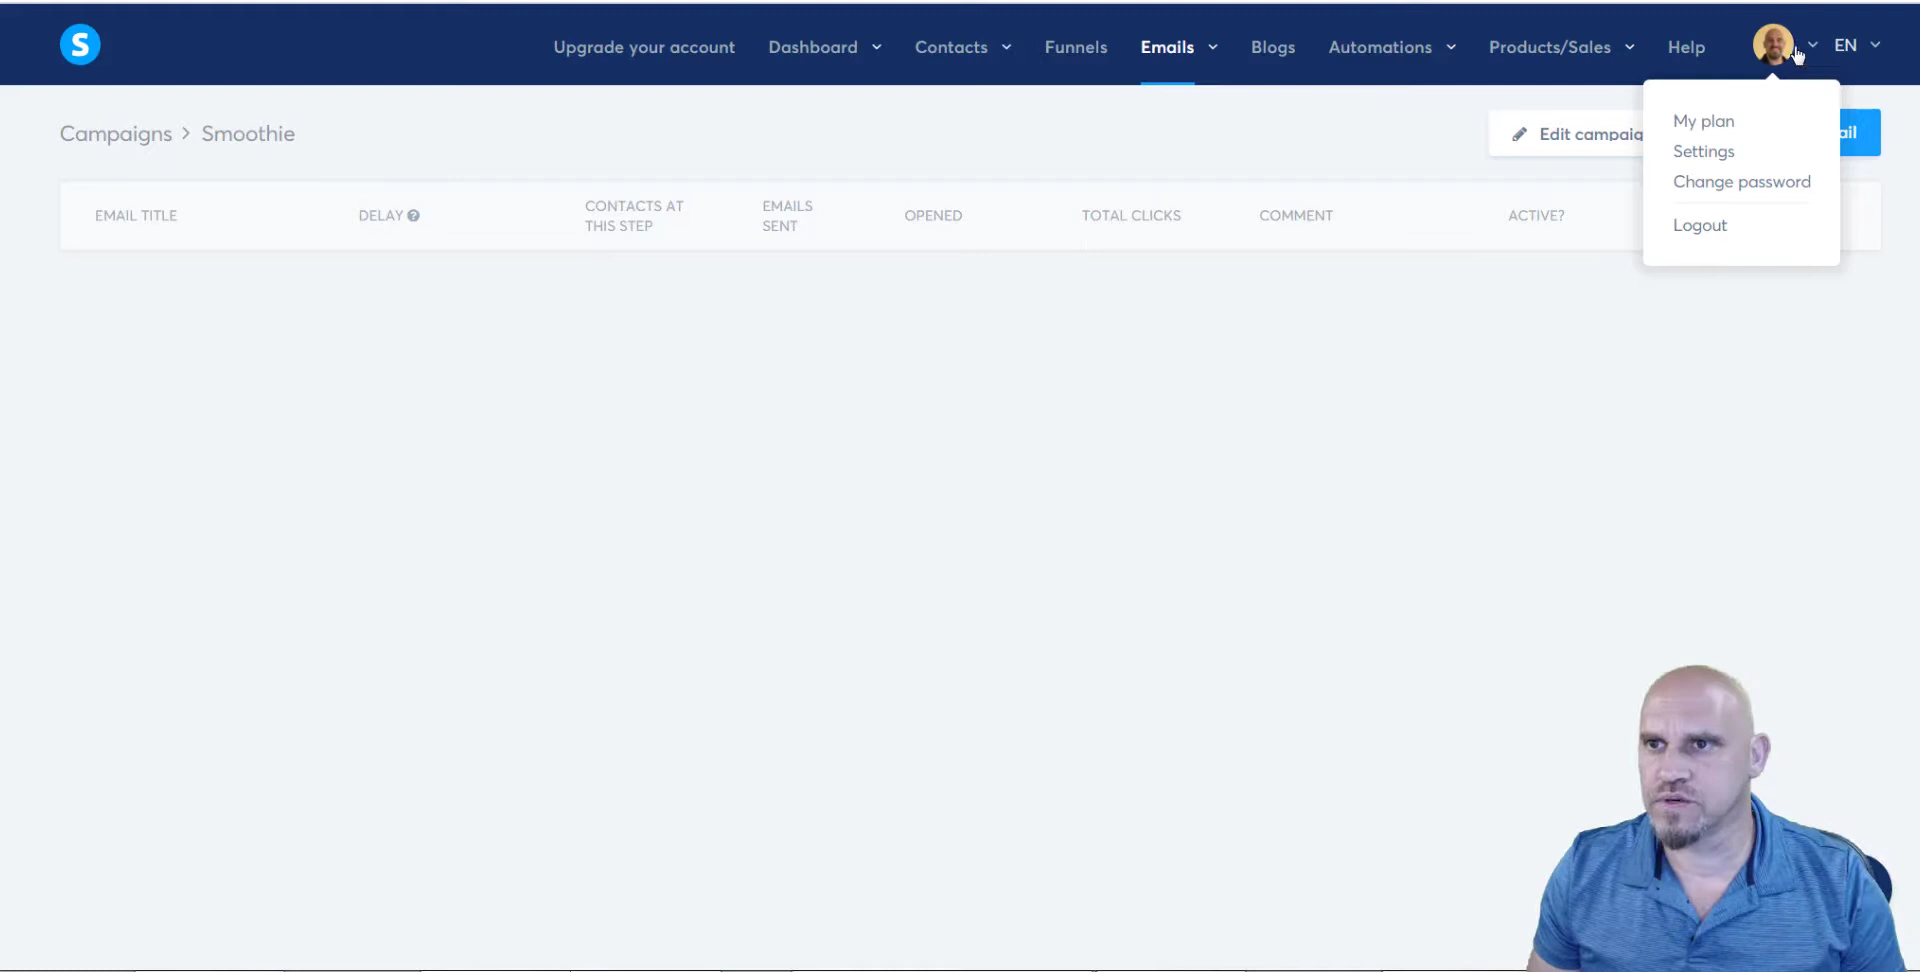 S
Upgrade your account Dashboard Contacts Funnels Emails Blogs Automations Products/Sales Help EN
My plan
Settings
Change password
Logout
Campaigns > Smoothie
Edit campaig
ail
EMAIL TITLE
DELAY ?
CONTACTS AT
THIS STEP
EMAILS
SENT
OPENED
TOTAL CLICKS
COMMENT
ACTIVE?